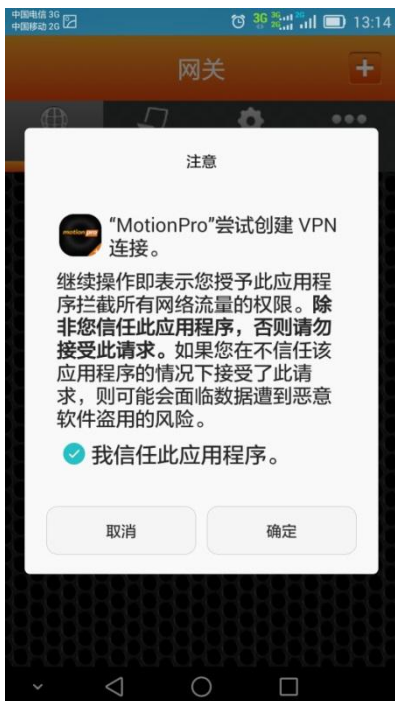 中国电信 3G
中国移动 2G
3G 3G 2G 2G 13:14
网关
注意
motion pro
“MotionPro”尝试创建 VPN
连接。
继续操作即表示您授予此应用程
序拦截所有网络流量的权限。除
非您信任此应用程序，否则请勿
接受此请求。如果您在不信任该
应用程序的情况下接受了此请
求，则可能会面临数据遭到恶意
软件盗用的风险。
我信任此应用程序。
取消 确定